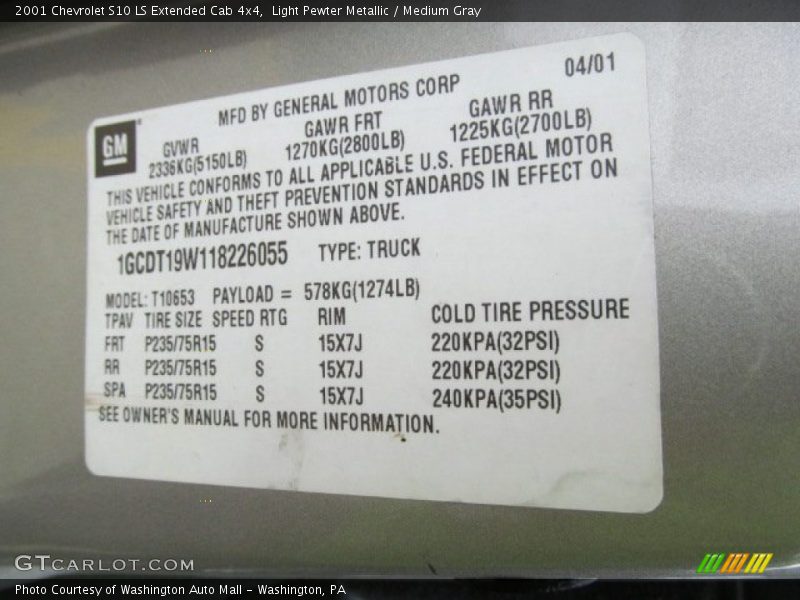 2001 Chevrolet S10 LS Extended Cab 4x4,  Light Pewter Metallic / Medium Gray
04/01
MFD BY GENERAL MOTORS CORP
GM
GVWR GAWR FRT GAWR RR
2336KG(5150LB) 1270KG(2800LB) 1225KG(2700LB)
THIS VEHICLE CONFORMS TO ALL APPLICABLE U.S. FEDERAL MOTOR
VEHICLE SAFETY AND THEFT PREVENTION STANDARDS IN EFFECT ON
THE DATE OF MANUFACTURE SHOWN ABOVE.
1GCDT19W118226055 TYPE: TRUCK
MODEL: T10653 PAYLOAD = 578KG(1274LB)
TPAV TIRE SIZE SPEED RTG RIM COLD TIRE PRESSURE
FRT P235/75R15 S 15X7J 220KPA(32PSI)
RR P235/75R15 S 15X7J 220KPA(32PSI)
SPA P235/75R15 S 15X7J 240KPA(35PSI)
SEE OWNER'S MANUAL FOR MORE INFORMATION.
GTCARLOT.COM
Photo Courtesy of Washington Auto Mall - Washington, PA